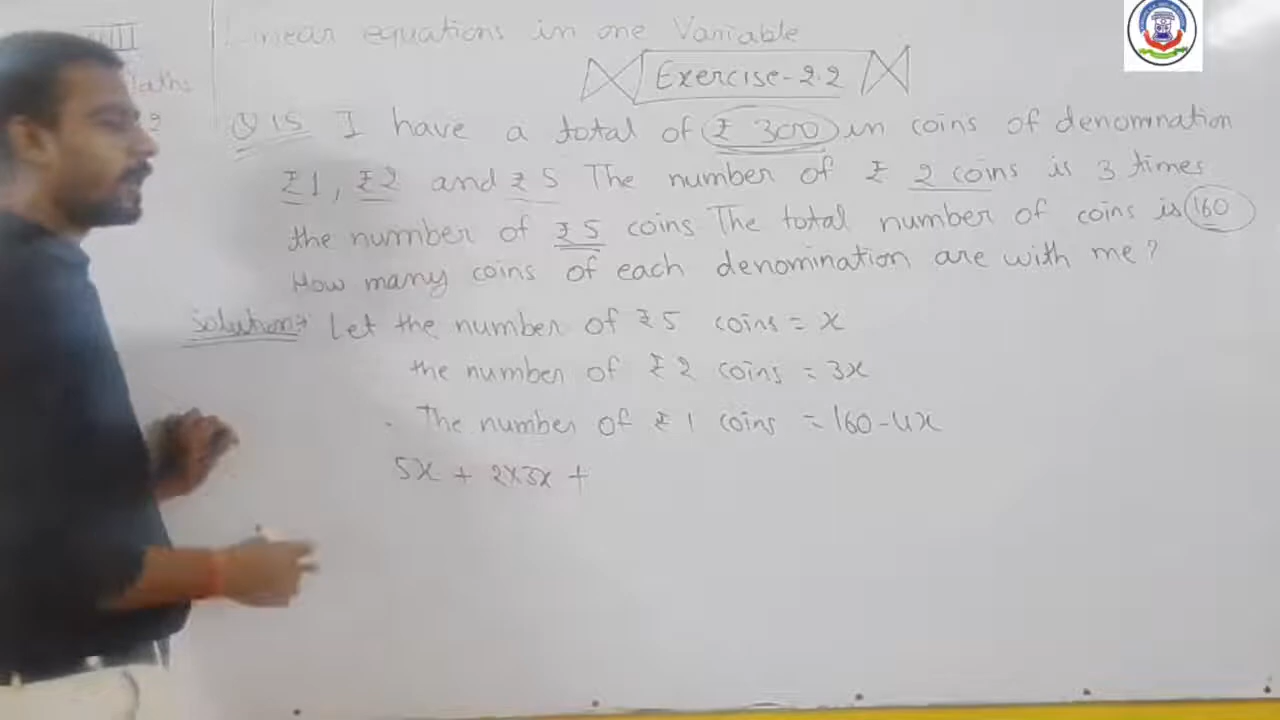 Linear equations in one Variable
Exercise-2.2
Maths
2
Q 15 I have a total of ₹ 300 in coins of denomnation
₹1, ₹2 and ₹5 The number of ₹ 2 coins is 3 times
the number of ₹5 coins The total number of coins is 160
How many coins of each denomination are with me?
Solution:→ Let the number of ₹5 coins = x
the number of ₹2 coins = 3x
The number of ₹1 coins = 160-4x
5x + 2x3x +